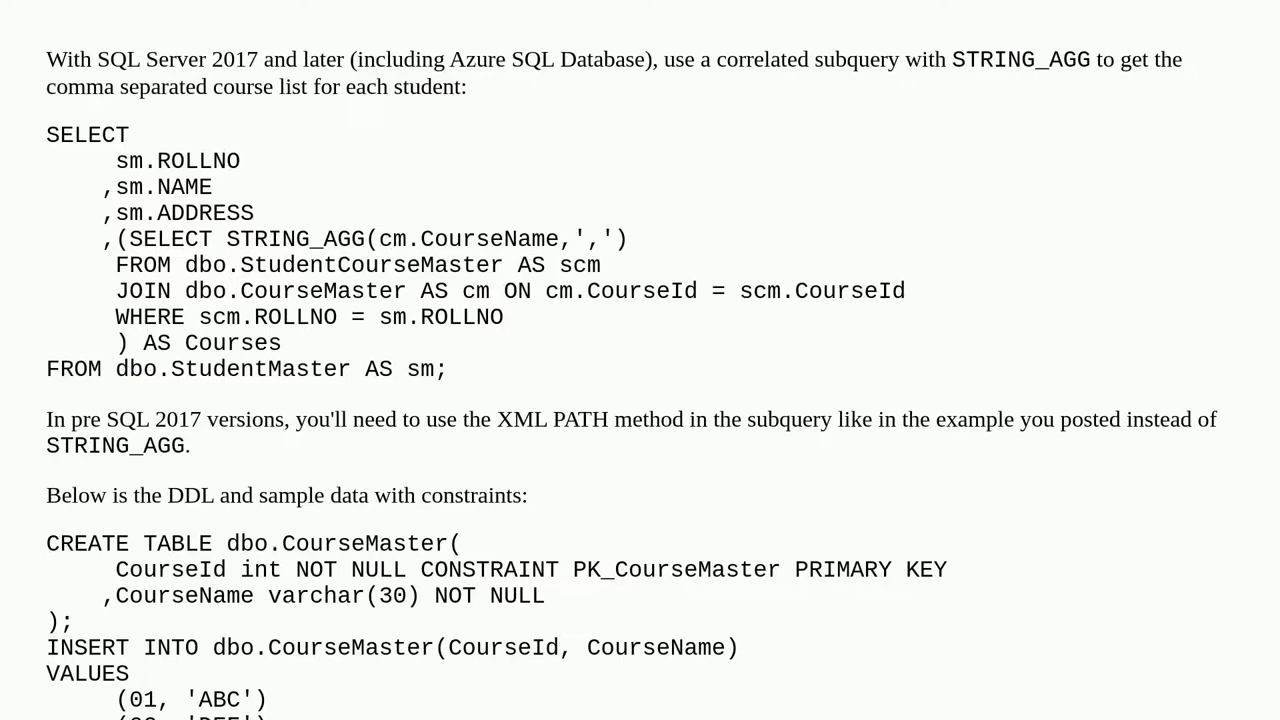 With SQL Server 2017 and later (including Azure SQL Database), use a correlated subquery with STRING_AGG to get the
comma separated course list for each student:
SELECT
     sm.ROLLNO
    ,sm.NAME
    ,sm.ADDRESS
    ,(SELECT STRING_AGG(cm.CourseName,',')
     FROM dbo.StudentCourseMaster AS scm
     JOIN dbo.CourseMaster AS cm ON cm.CourseId = scm.CourseId
     WHERE scm.ROLLNO = sm.ROLLNO
     ) AS Courses
FROM dbo.StudentMaster AS sm;
In pre SQL 2017 versions, you'll need to use the XML PATH method in the subquery like in the example you posted instead of
STRING_AGG.
Below is the DDL and sample data with constraints:
CREATE TABLE dbo.CourseMaster(
     CourseId int NOT NULL CONSTRAINT PK_CourseMaster PRIMARY KEY
    ,CourseName varchar(30) NOT NULL
);
INSERT INTO dbo.CourseMaster(CourseId, CourseName)
VALUES
     (01, 'ABC')